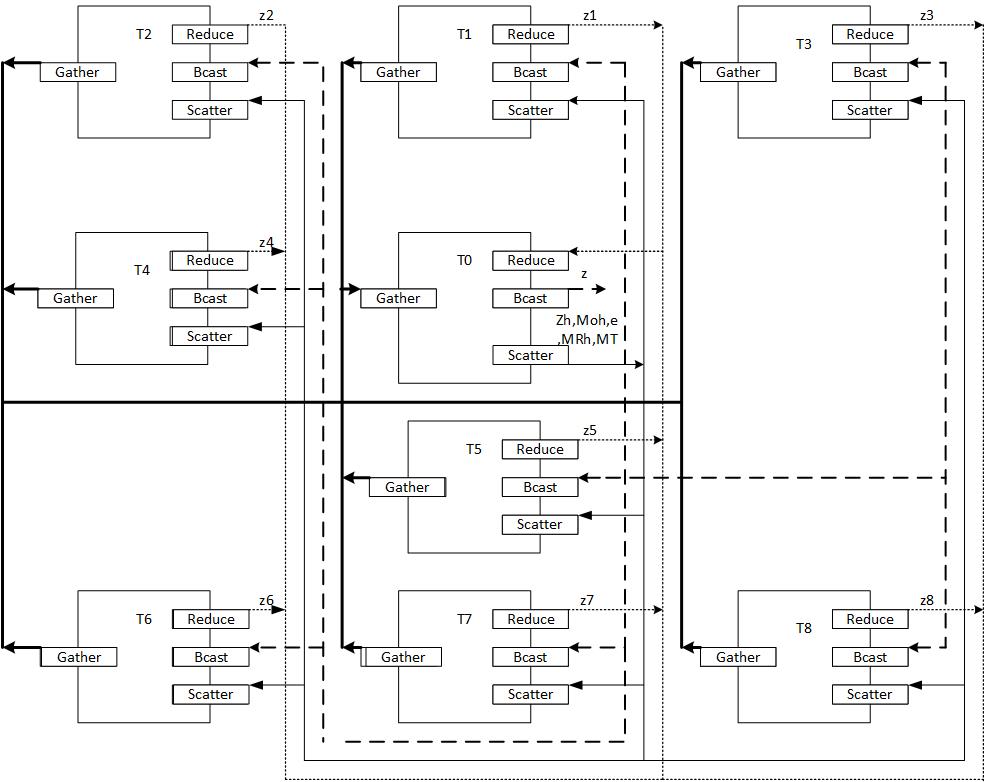 z2
T2
Reduce
Gather
Bcast
Scatter
z1
T1
Reduce
Gather
Bcast
Scatter
z3
T3
Reduce
Gather
Bcast
Scatter
z4
T4
Reduce
Gather
Bcast
Scatter
T0
Reduce
z
Gather
Bcast
Zh,Moh,e
,MRh,MT
Scatter
z5
T5
Reduce
Gather
Bcast
Scatter
z6
T6
Reduce
Gather
Bcast
Scatter
z7
T7
Reduce
Gather
Bcast
Scatter
z8
T8
Reduce
Gather
Bcast
Scatter